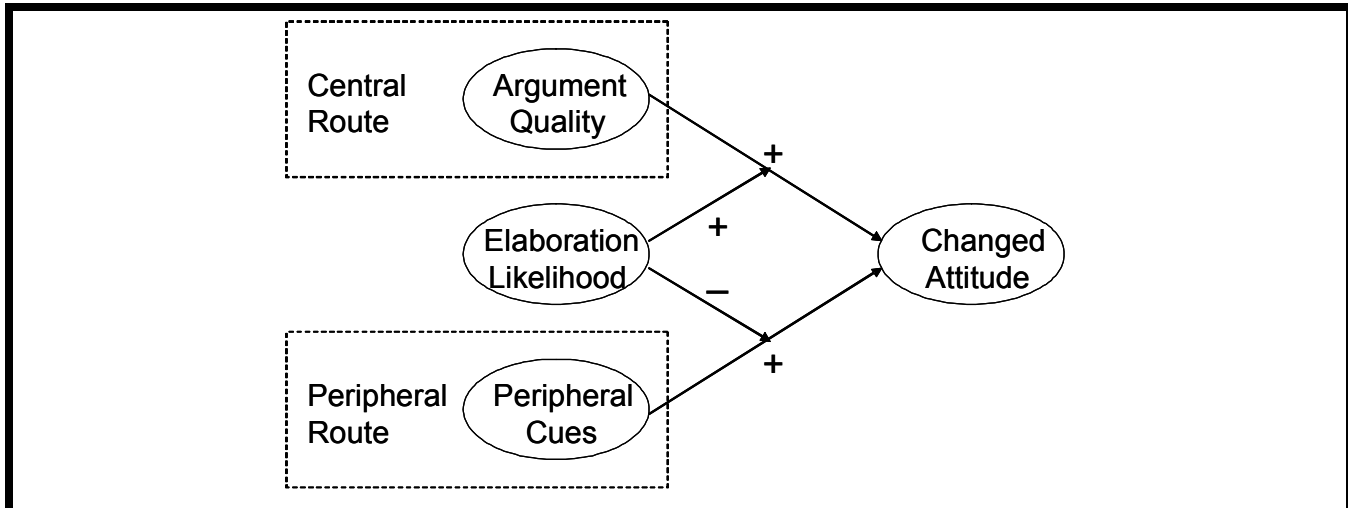 Central
Route
Argument
Quality
+
Elaboration
Likelihood
+
–
Changed
Attitude
Peripheral
Route
Peripheral
Cues
+